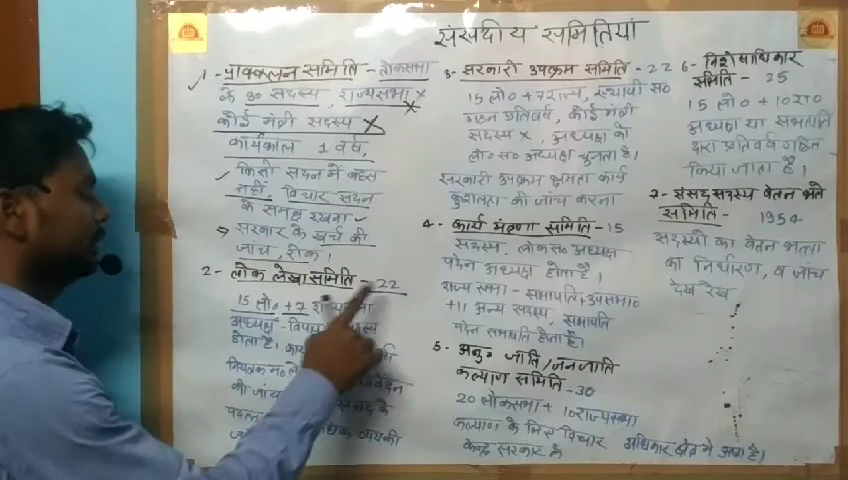 संसदीय समितियां
1- प्राक्कलन समिति - लोकसभा
के 30 सदस्य, राज्यसभा X
कोई मंत्री सदस्य X
कार्यकाल 1 वर्ष,
किसी सदन में बहस
नहीं विचार सदन
के समक्ष रखना
सरकार के खर्च की
जांच, रोक।
2- लोक लेखा समिति - 22
15 लो० + 7
अध्यक्ष - विपक्ष
होता है।
की जांच
3- सरकारी उपक्रम समिति - 22
15 लो० + 7 राज्य, स्थायी स०
गठन प्रतिवर्ष, कोई मंत्री
सदस्य X, अध्यक्ष को
लो० स० अध्यक्ष चुनता है।
सरकारी उपक्रम क्षमता कार्य
कुशलता की जांच करना
4- कार्य मंत्रणा समिति - 15
सदस्य, लोकस० अध्यक्ष
पदेन अध्यक्ष होता है।
राज्य सभा - सभापति + उपसभा०
+ 11 अन्य सदस्य, सभापति
पदेन सभापति होता है।
5- अनु० जाति / जनजाति
कल्याण समिति - 30
20 लोकसभा + 10 राज्यसभा
कल्याण के लिए विचार
केन्द्र सरकार के अधिकार क्षेत्र में आता है।
6- विशेषाधिकार
समिति - 25
15 लो० + 10 रा०
अध्यक्ष या सभापति
द्वारा प्रतिवर्ष गठित
किया जाता है।
7- संसद सदस्य वेतन भत्ते
समिति - 1954
सदस्यों का वेतन भत्ता
का निर्धारण, व जांच
देख रेख